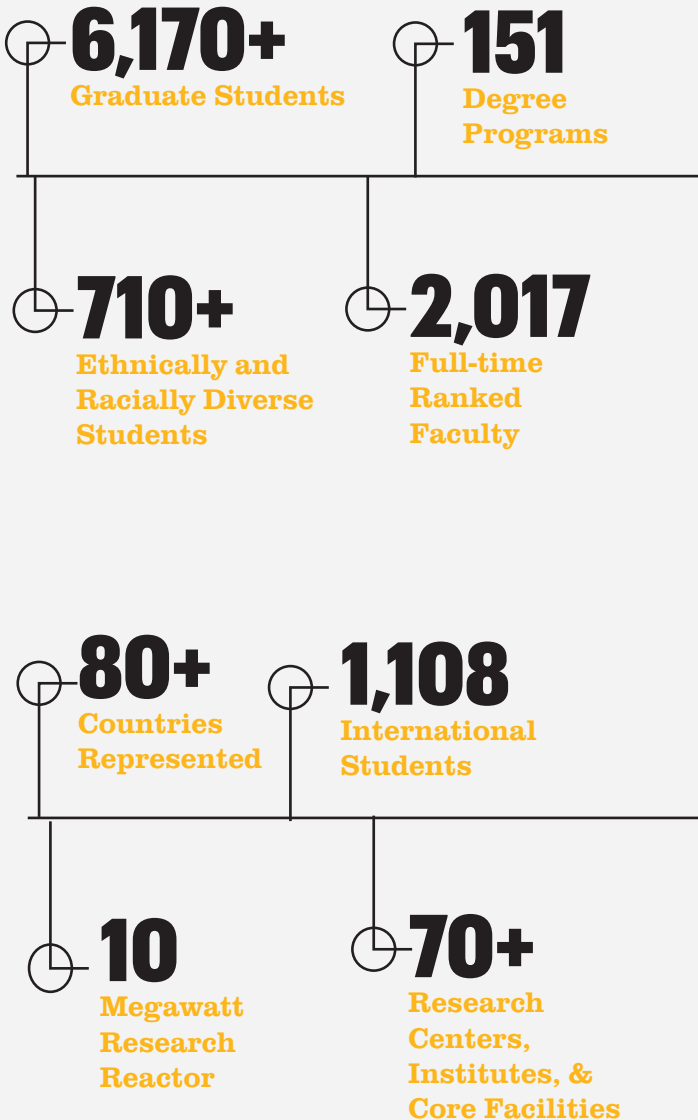 6,170+
Graduate Students
151
Degree
Programs
710+
Ethnically and
Racially Diverse
Students
2,017
Full-time
Ranked
Faculty
80+
Countries
Represented
1,108
International
Students
10
Megawatt
Research
Reactor
70+
Research
Centers,
Institutes, &
Core Facilities